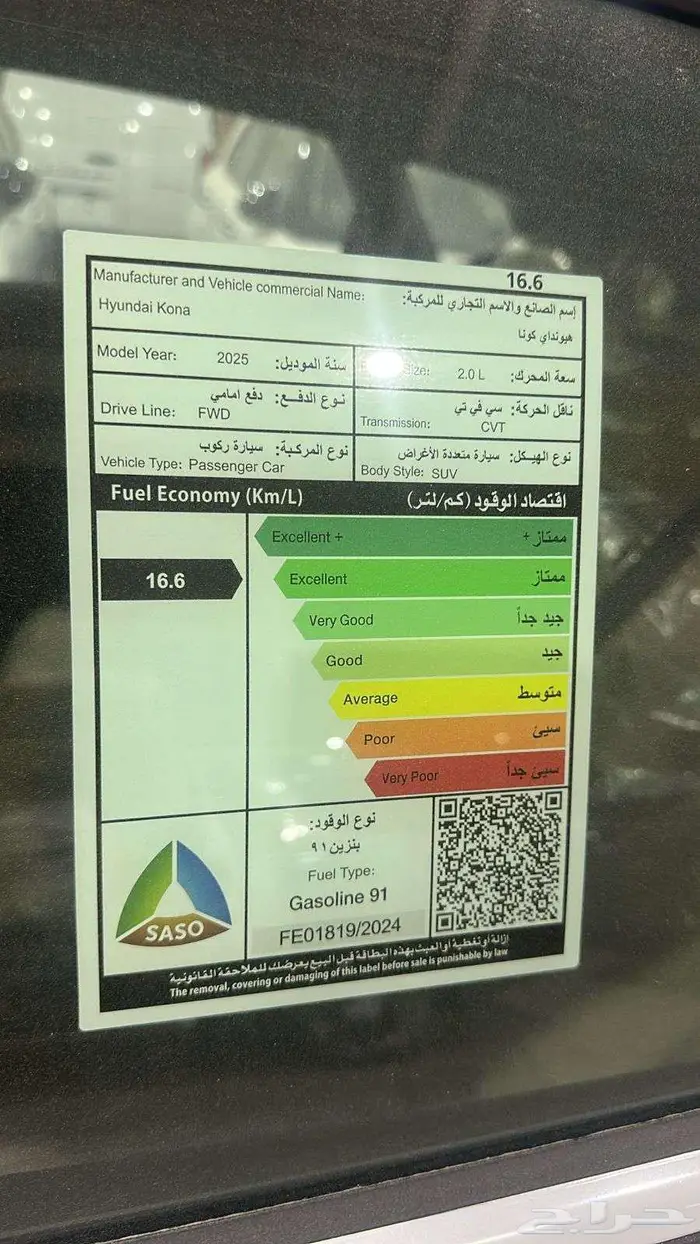 16.6
Manufacturer and Vehicle commercial Name:
إسم الصانع والاسم التجاري للمركبة:
Hyundai Kona
هيونداي كونا
Model Year: 2025 سنة الموديل:
2.0 L سعة المحرك:
نوع الدفـــع: دفع امامي
Drive Line: FWD
ناقل الحركة: سي في تي
Transmission: CVT
نوع المركـبـة: سيارة ركوب
Vehicle Type: Passenger Car
نوع الهيـكل: سيارة متعددة الأغراض
Body Style: SUV
Fuel Economy (Km/L) اقتصاد الوقود (كم/لتر)
Excellent + ممتاز +
16.6
Excellent ممتاز
Very Good جيد جداً
Good جيد
Average متوسط
Poor سيئ
Very Poor سيئ جداً
نوع الوقود:
بنزين ٩١
Fuel Type:
Gasoline 91
FE01819/2024
SASO
إزالة أو تغطية أو العبث بهذه البطاقة قبل البيع يعرضك للملاحقة القانونية
The removal, covering or damaging of this label before sale is punishable by law
حراج